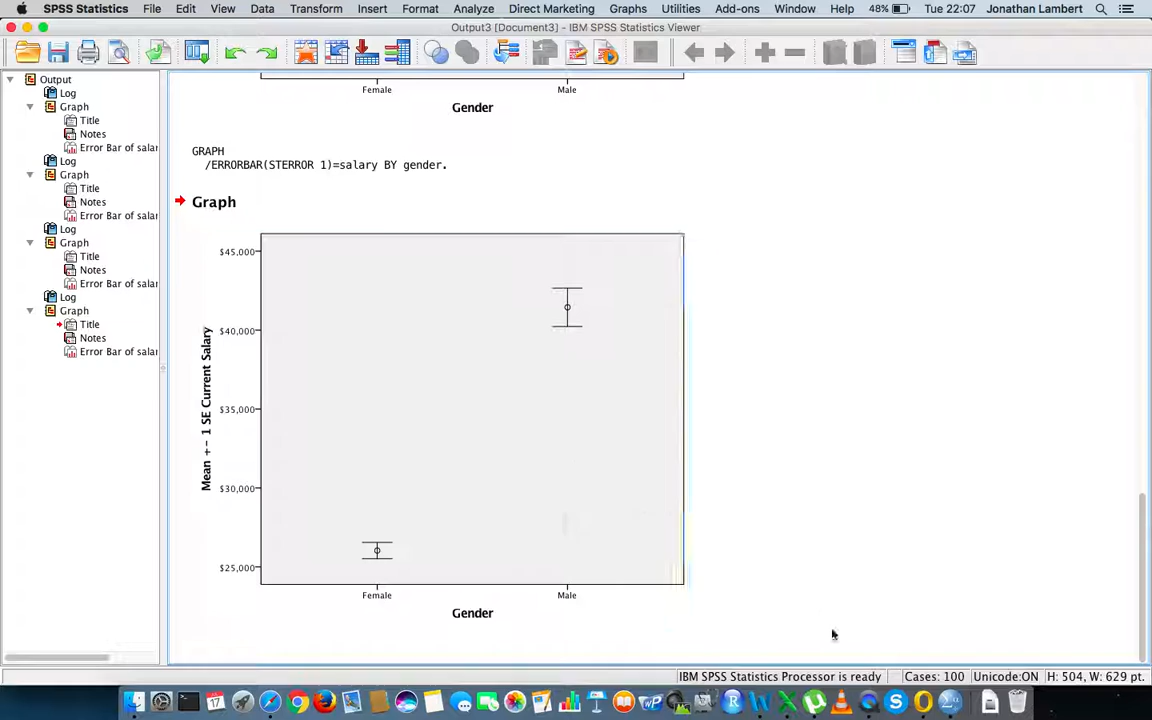 SPSS Statistics File Edit View Data Transform Insert Format Analyze Direct Marketing Graphs Utilities Add-ons Window Help 48% Tue 22:07 Jonathan Lambert
Output3 [Document3] - IBM SPSS Statistics Viewer
Output
Log
Graph
Title
Notes
Error Bar of salar
Log
Graph
Title
Notes
Error Bar of salar
Log
Graph
Title
Notes
Error Bar of salar
Log
Graph
Title
Notes
Error Bar of salar
Female Male
Gender
GRAPH
/ERRORBAR(STERROR 1)=salary BY gender.
Graph
Mean +- 1 SE Current Salary
$45,000
$40,000
$35,000
$30,000
$25,000
Female Male
Gender
IBM SPSS Statistics Processor is ready Cases: 100 Unicode:ON H: 504, W: 629 pt.